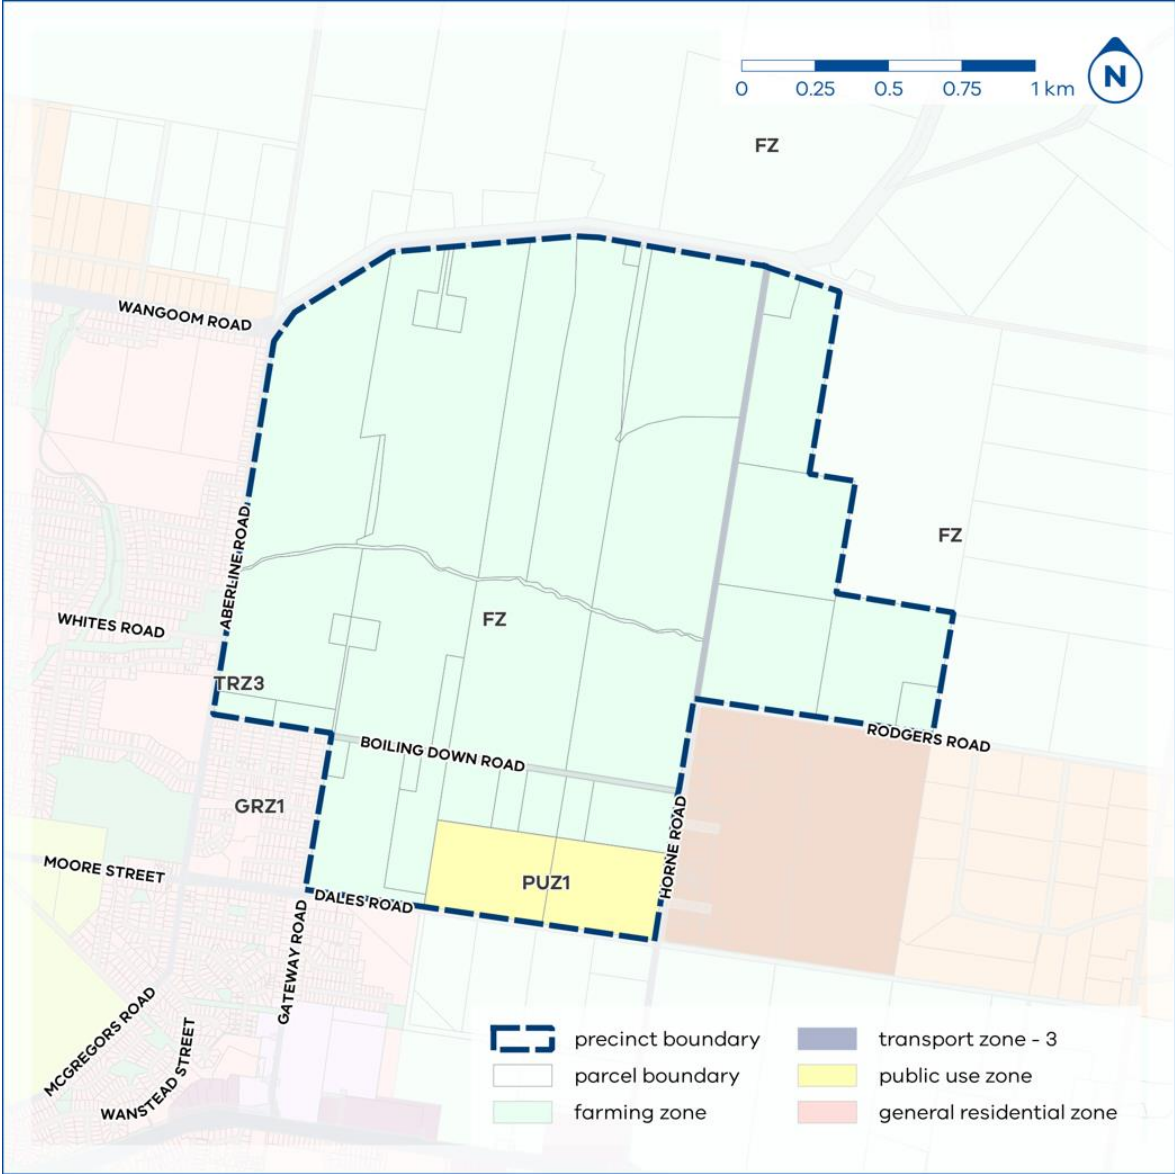 N
0 0.25 0.5 0.75 1 km
FZ
WANGOOM ROAD
ABERLINE ROAD
FZ
WHITES ROAD
FZ
TRZ3
BOILING DOWN ROAD
RODGERS ROAD
GRZ1
HORNE ROAD
MOORE STREET
PUZ1
DALES ROAD
GATEWAY ROAD
MCGREGORS ROAD
WANSTEAD STREET
precinct boundary
parcel boundary
farming zone
transport zone - 3
public use zone
general residential zone